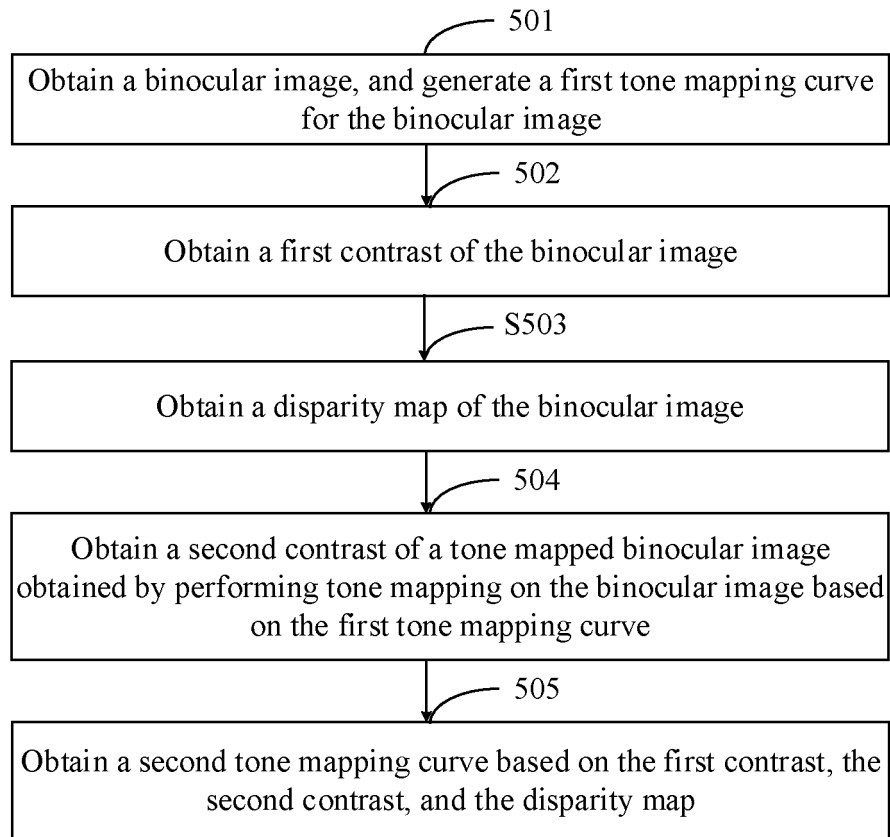 501
Obtain a binocular image, and generate a first tone mapping curve
for the binocular image
502
Obtain a first contrast of the binocular image
S503
Obtain a disparity map of the binocular image
504
Obtain a second contrast of a tone mapped binocular image
obtained by performing tone mapping on the binocular image based
on the first tone mapping curve
505
Obtain a second tone mapping curve based on the first contrast, the
second contrast, and the disparity map